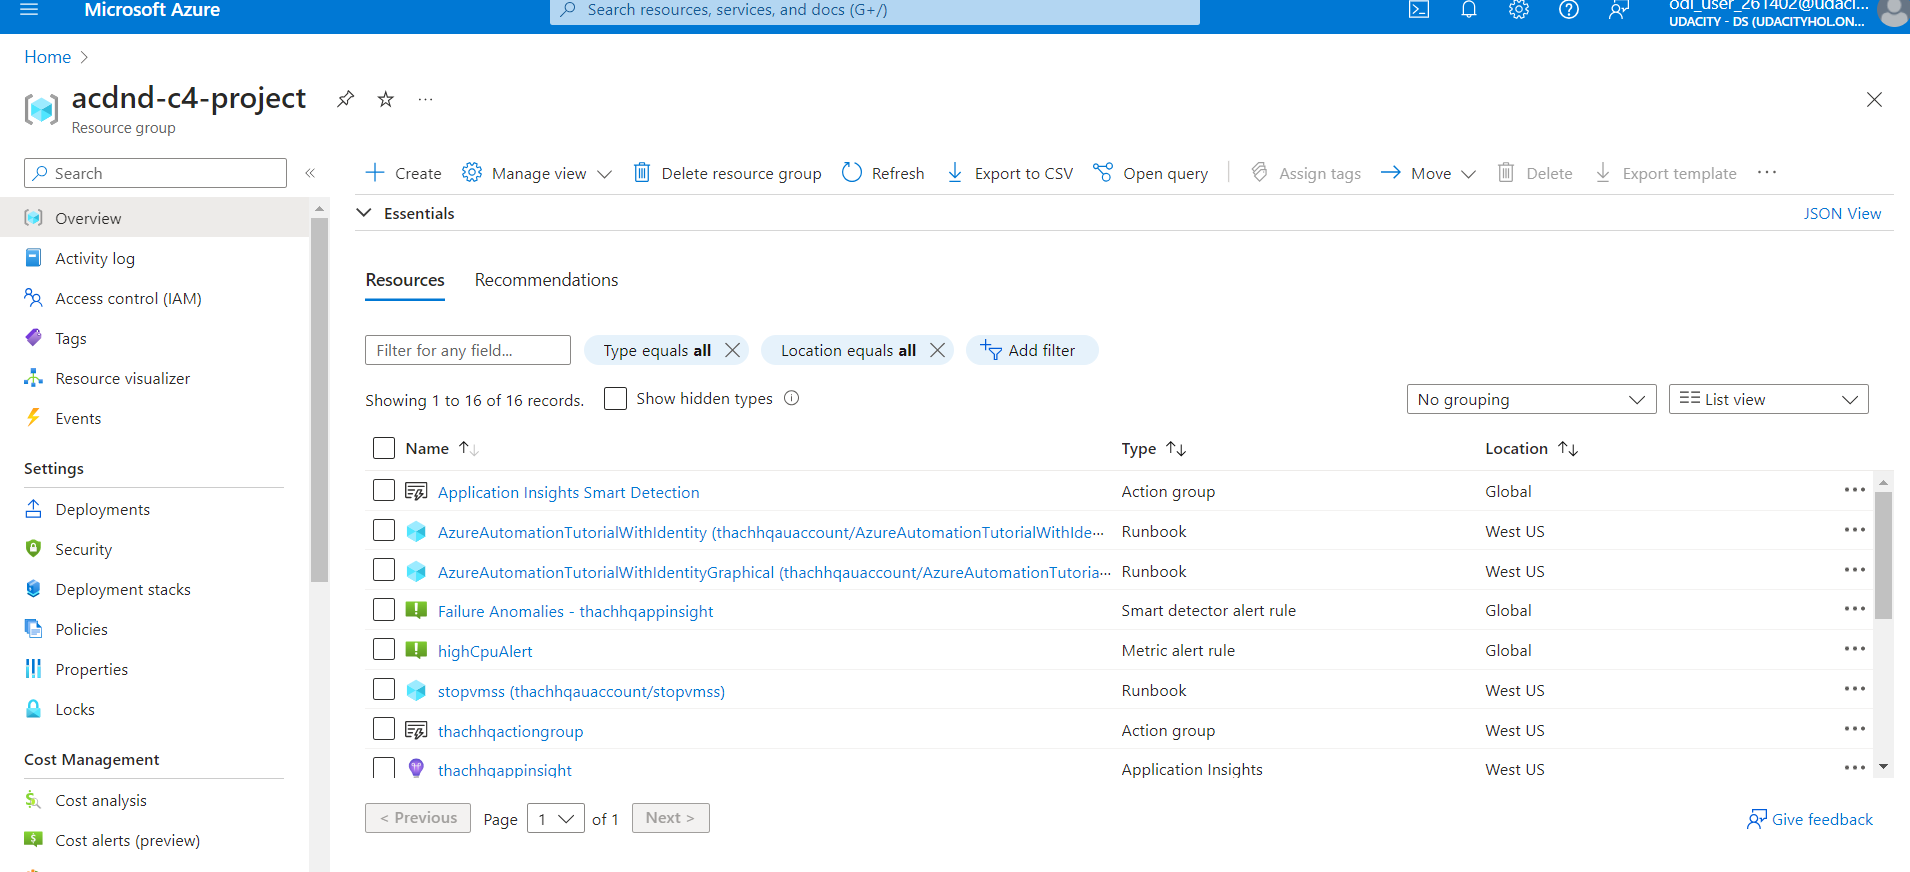 Microsoft Azure
Search resources, services, and docs (G+/)
odl_user_261402@udaci...
UDACITY - DS (UDACITYHOL.ON...
Home
acdnd-c4-project
Resource group
Search
Create
Manage view
Delete resource group
Refresh
Export to CSV
Open query
Assign tags
Move
Delete
Export template
Overview
Activity log
Access control (IAM)
Tags
Resource visualizer
Events
Settings
Deployments
Security
Deployment stacks
Policies
Properties
Locks
Cost Management
Cost analysis
Cost alerts (preview)
Essentials
JSON View
Resources
Recommendations
Filter for any field...
Type equals all
Location equals all
Add filter
Showing 1 to 16 of 16 records.
Show hidden types
No grouping
List view
Name
Type
Location
Application Insights Smart Detection
Action group
Global
AzureAutomationTutorialWithIdentity (thachhqauaccount/AzureAutomationTutorialWithIde...
Runbook
West US
AzureAutomationTutorialWithIdentityGraphical (thachhqauaccount/AzureAutomationTutoria...
Runbook
West US
Failure Anomalies - thachhqappinsight
Smart detector alert rule
Global
highCpuAlert
Metric alert rule
Global
stopvmss (thachhqauaccount/stopvmss)
Runbook
West US
thachhqactiongroup
Action group
West US
thachhqappinsight
Application Insights
West US
< Previous
Page
1
of 1
Next >
Give feedback